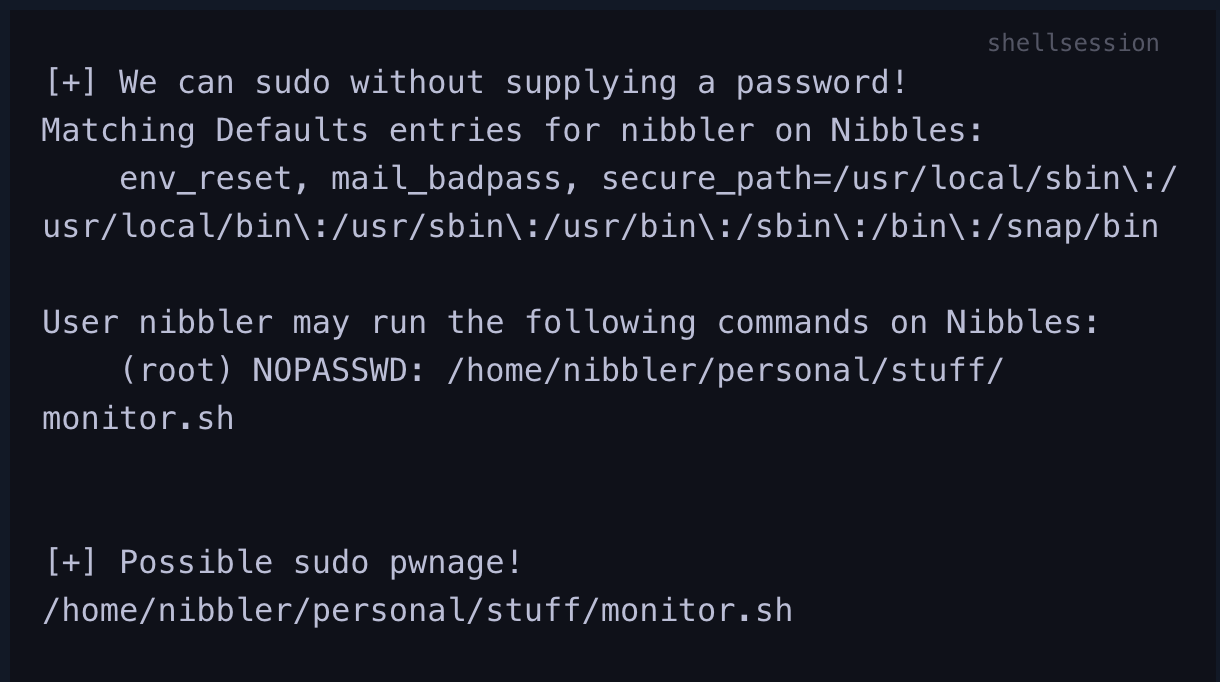 shellsession
[+] We can sudo without supplying a password!
Matching Defaults entries for nibbler on Nibbles:
    env_reset, mail_badpass, secure_path=/usr/local/sbin\:/
usr/local/bin\:/usr/sbin\:/usr/bin\:/sbin\:/bin\:/snap/bin
User nibbler may run the following commands on Nibbles:
    (root) NOPASSWD: /home/nibbler/personal/stuff/
monitor.sh
[+] Possible sudo pwnage!
/home/nibbler/personal/stuff/monitor.sh